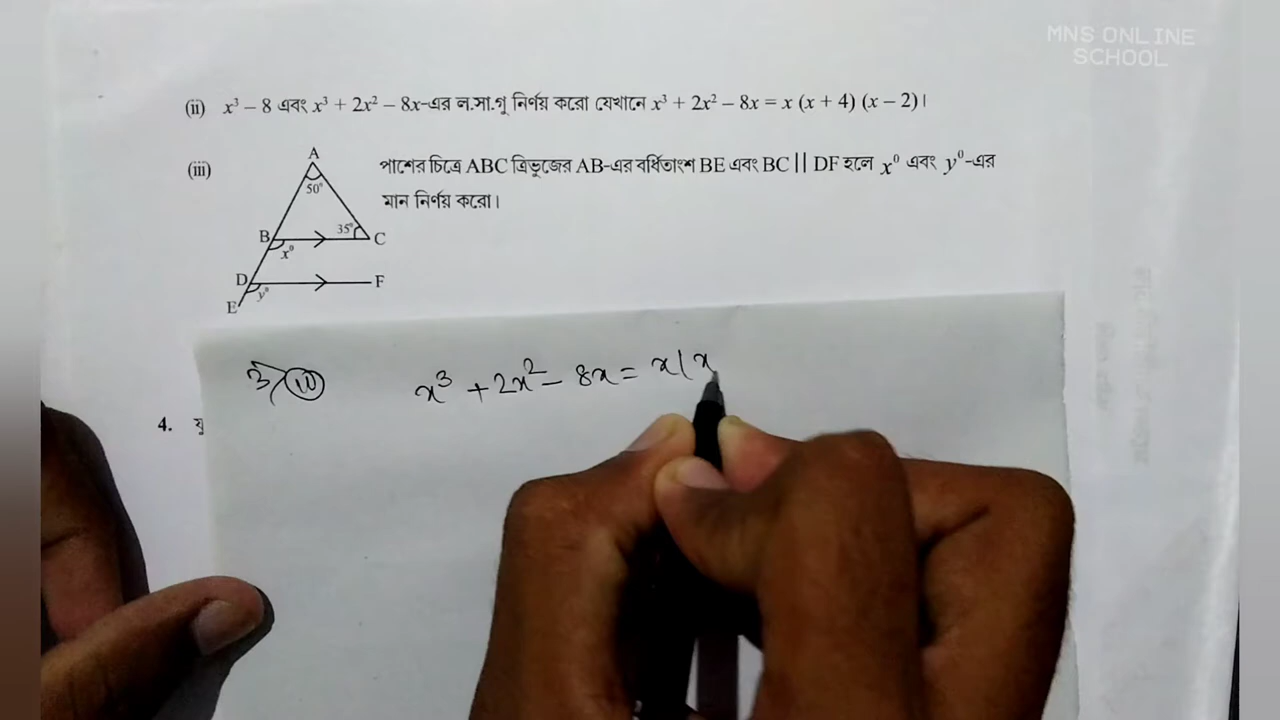 MNS ONLINE
SCHOOL
(ii) x³ – 8 এবং x³ + 2x² – 8x-এর ল.সা.গু নির্ণয় করো যেখানে x³ + 2x² – 8x = x (x + 4) (x – 2)।
(iii) পাশের চিত্রে ABC ত্রিভুজের AB-এর বর্ধিতাংশ BE এবং BC || DF হলে x⁰ এবং y⁰-এর
মান নির্ণয় করো।
A
50°
B 35° C
x⁰
D F
E y⁰
3 (ii) x³ + 2x² – 8x = x(x
4.